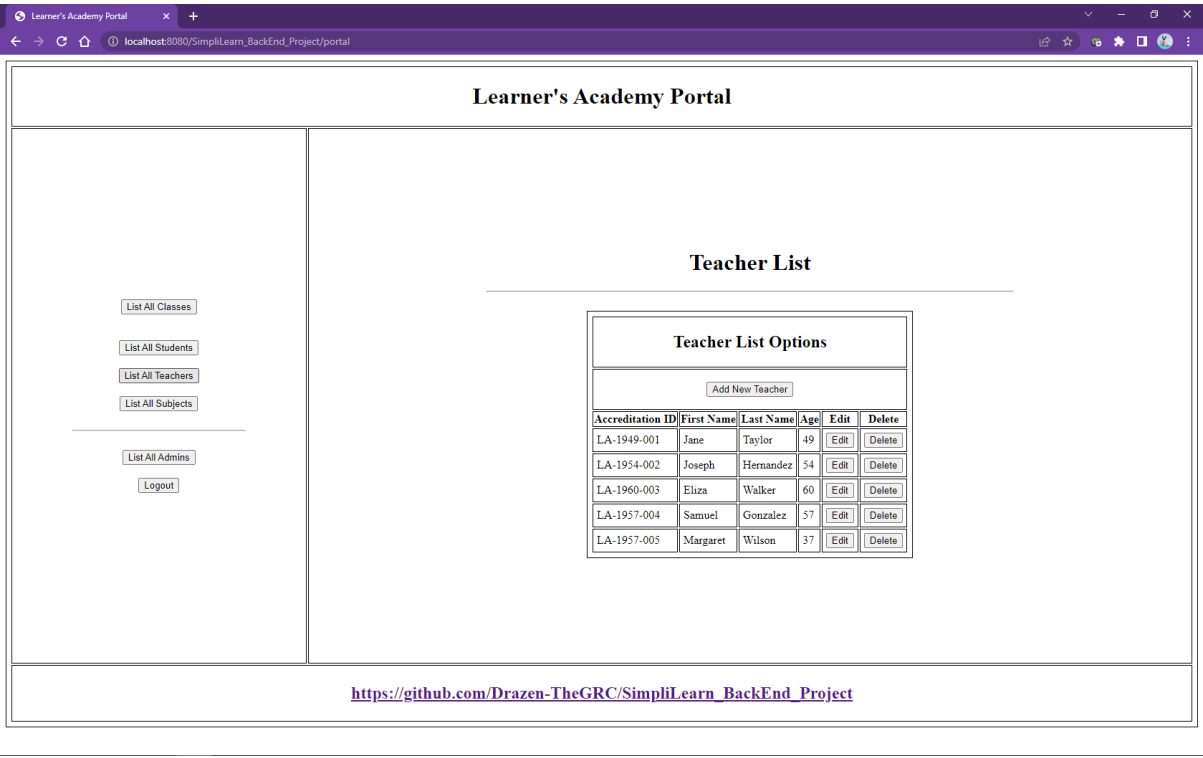 Learner's Academy Portal
localhost:8080/SimpliLearn_BackEnd_Project/portal
Learner's Academy Portal
List All Classes
List All Students
List All Teachers
List All Subjects
List All Admins
Logout
Teacher List
Teacher List Options
Add New Teacher
Accreditation ID First Name Last Name Age Edit Delete
LA-1949-001 Jane Taylor 49 Edit Delete
LA-1954-002 Joseph Hernandez 54 Edit Delete
LA-1960-003 Eliza Walker 60 Edit Delete
LA-1957-004 Samuel Gonzalez 57 Edit Delete
LA-1957-005 Margaret Wilson 37 Edit Delete
https://github.com/Drazen-TheGRC/SimpliLearn_BackEnd_Project